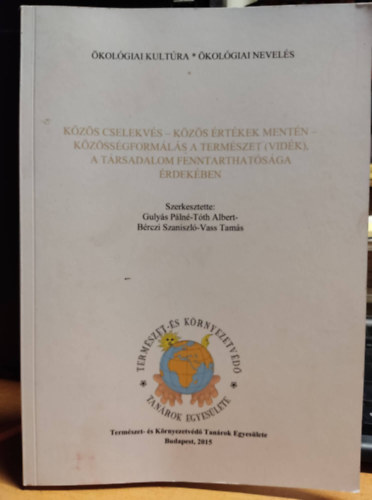 ÖKOLÓGIAI KULTÚRA * ÖKOLÓGIAI NEVELÉS
KÖZÖS CSELEKVÉS – KÖZÖS ÉRTÉKEK MENTÉN –
KÖZÖSSÉGFORMÁLÁS A TERMÉSZET (VIDÉK),
A TÁRSADALOM FENNTARTHATÓSÁGA
ÉRDEKÉBEN
Szerkesztette:
Gulyás Pálné-Tóth Albert-
Bérczi Szaniszló-Vass Tamás
TERMÉSZET-ÉS KÖRNYEZETVÉDŐ
TANÁROK EGYESÜLETE
Természet- és Környezetvédő Tanárok Egyesülete
Budapest, 2015